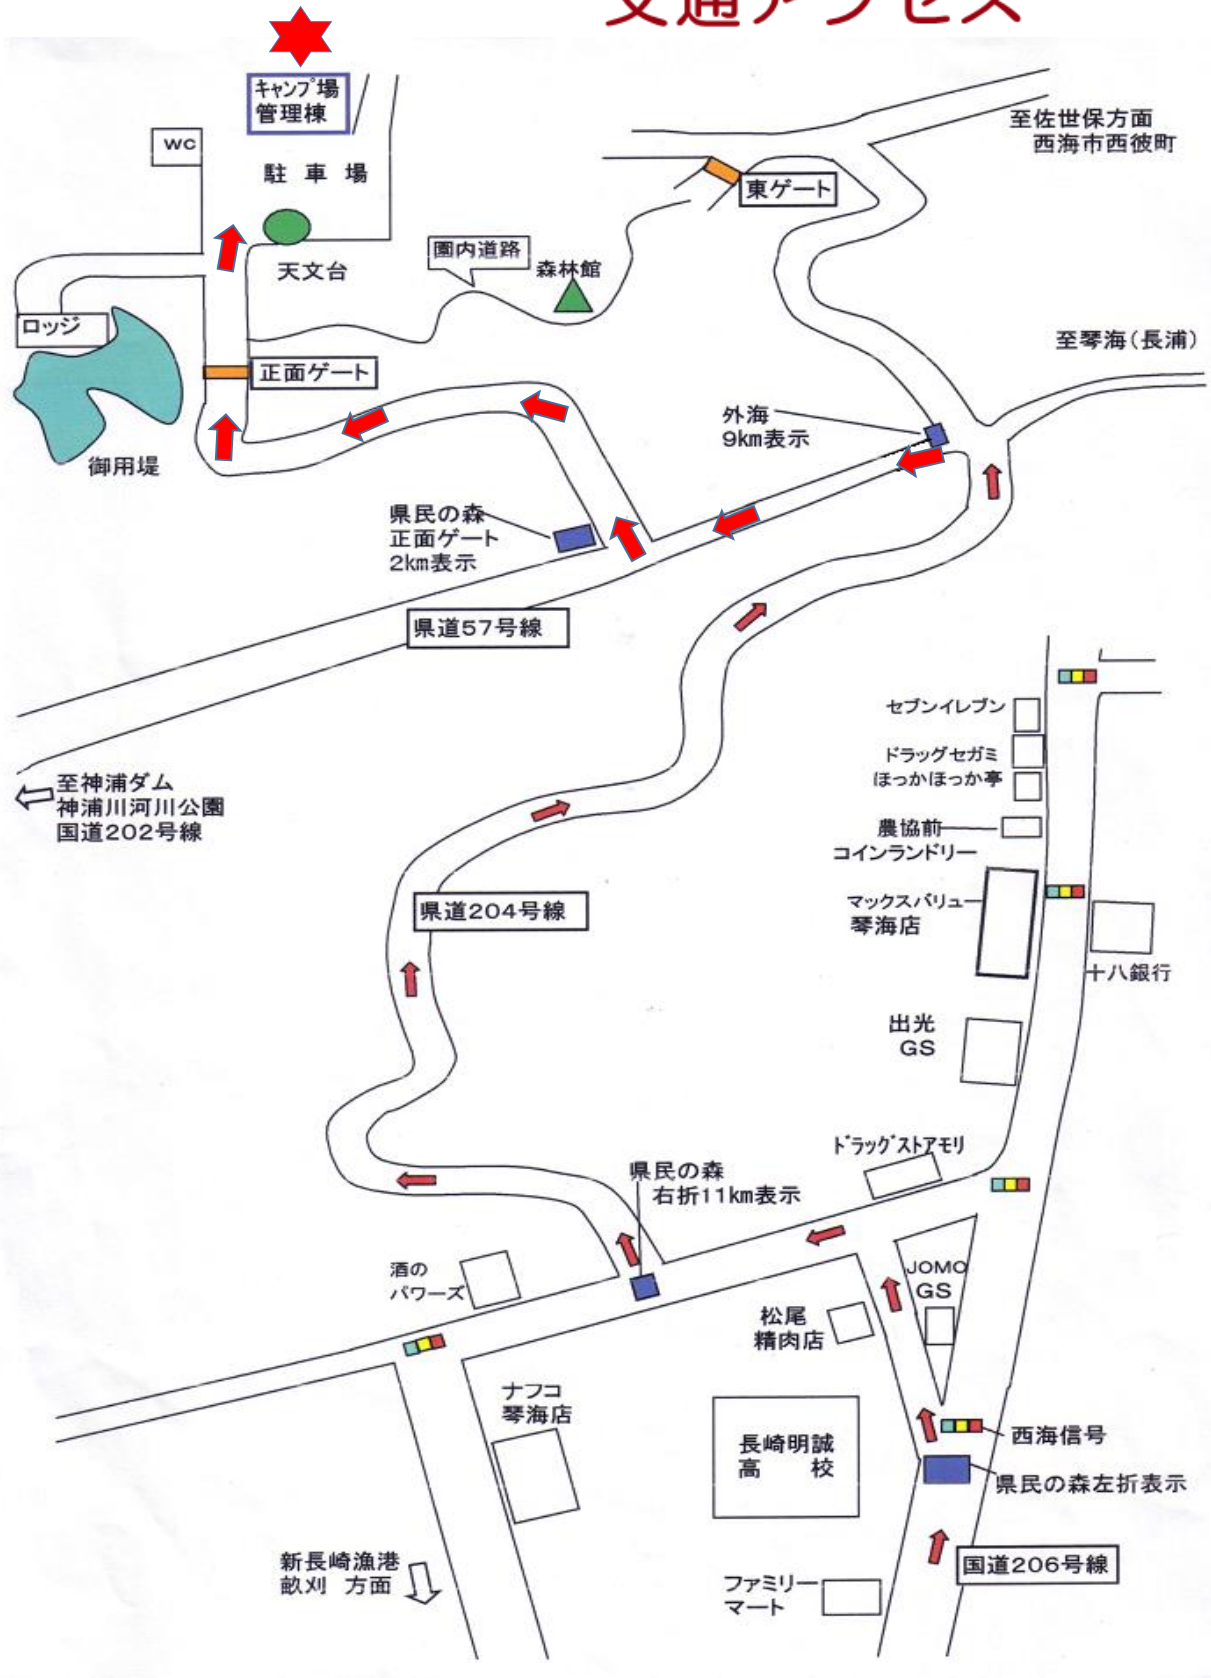 交通アクセス
キャンプ場
管理棟
WC
駐車場
至佐世保方面
西海市西彼町
東ゲート
園内道路
森林館
天文台
ロッジ
正面ゲート
至琴海(長浦)
外海
9km表示
御用堤
県民の森
正面ゲート
2km表示
県道57号線
セブンイレブン
ドラッグセガミ
ほっかほっか亭
至神浦ダム
神浦川河川公園
国道202号線
農協前
コインランドリー
マックスバリュー
琴海店
県道204号線
十八銀行
出光
GS
ドラッグストアモリ
県民の森
右折11km表示
酒の
パワーズ
JOMO
GS
松尾
精肉店
ナフコ
琴海店
長崎明誠
高校
西海信号
県民の森左折表示
新長崎漁港
畝刈 方面
国道206号線
ファミリー
マート